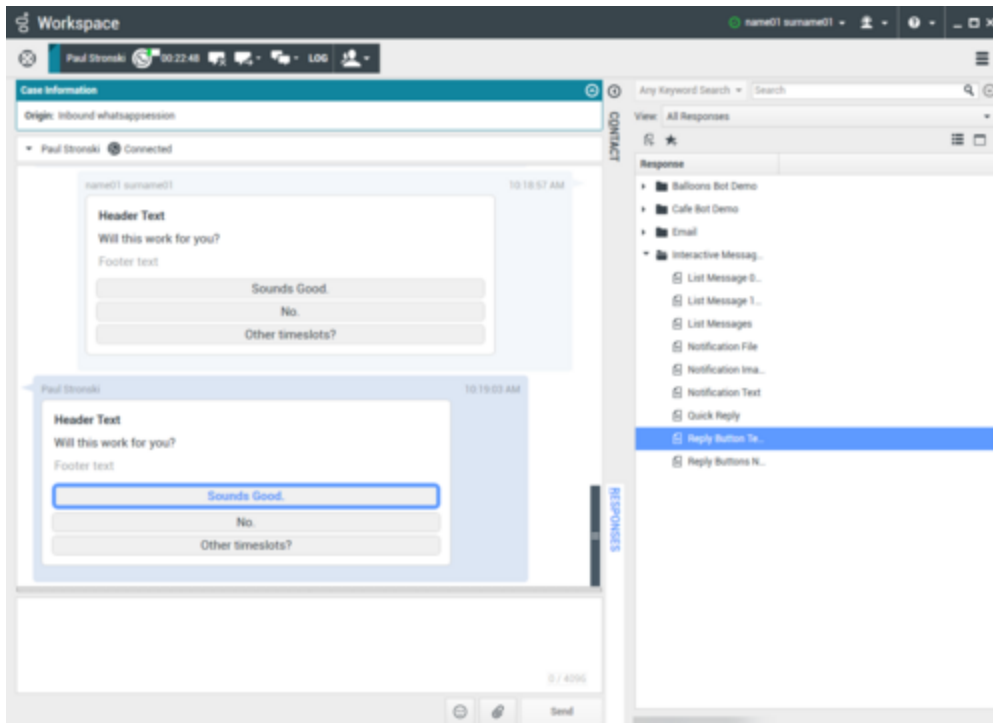 Workspace
name01 surname01
Paul Stronski 00:22:48 LOG
Case Information
Origin: Inbound whatsappsession
Paul Stronski Connected
name01 surname01 10:18:57 AM
Header Text
Will this work for you?
Footer text
Sounds Good.
No.
Other timeslots?
Paul Stronski 10:19:03 AM
Header Text
Will this work for you?
Footer text
Sounds Good.
No.
Other timeslots?
0 / 4096
Send
CONTACT
RESPONSES
Any Keyword Search Search
View: All Responses
Response
Balloons Bot Demo
Cafe Bot Demo
Email
Interactive Messag...
List Message 0...
List Message 1...
List Messages
Notification File
Notification Ima...
Notification Text
Quick Reply
Reply Button Te...
Reply Buttons N...